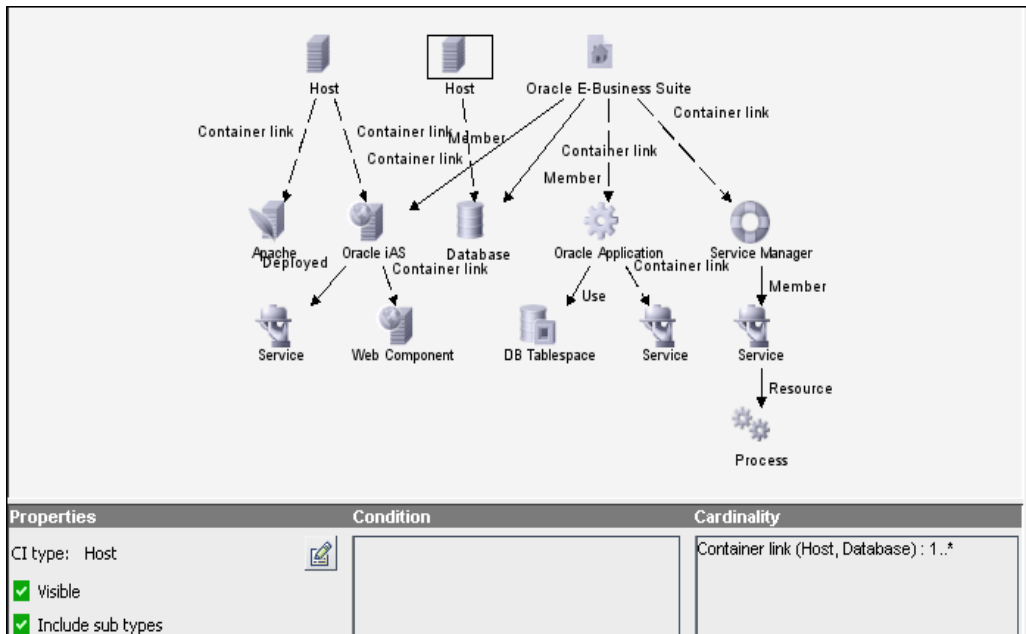 Host
Host
Oracle E-Business Suite
Container link
Container link
Container link
Member
Container link
Container link
Member
Apache
Oracle iAS
Database
Oracle Application
Service Manager
Deployed
Container link
Container link
Use
Member
Service
Web Component
DB Tablespace
Service
Service
Resource
Process
Properties
Condition
Cardinality
CI type: Host
Container link (Host, Database) : 1..*
Visible
Include sub types